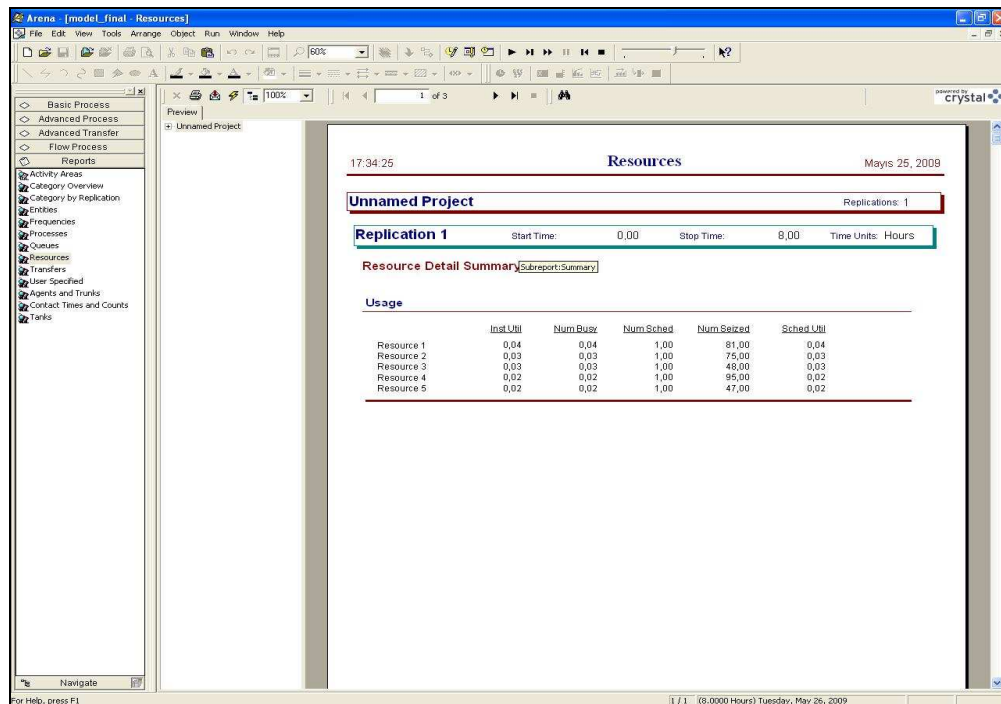 Arena - [model_final - Resources]
File Edit View Tools Arrange Object Run Window Help
60%
100%
1 of 3
powered by
crystal
Basic Process
Advanced Process
Advanced Transfer
Flow Process
Reports
Activity Areas
Category Overview
Category by Replication
Entities
Frequencies
Processes
Queues
Resources
Transfers
User Specified
Agents and Trunks
Contact Times and Counts
Tanks
Navigate
Preview
Unnamed Project
17:34:25 Resources Mayıs 25, 2009
Unnamed Project Replications: 1
Replication 1 Start Time: 0,00 Stop Time: 8,00 Time Units: Hours
Resource Detail Summary Subreport:Summary
Usage
Inst Util Num Busy Num Sched Num Seized Sched Util
Resource 1 0,04 0,04 1,00 81,00 0,04
Resource 2 0,03 0,03 1,00 75,00 0,03
Resource 3 0,03 0,03 1,00 48,00 0,03
Resource 4 0,02 0,02 1,00 95,00 0,02
Resource 5 0,02 0,02 1,00 47,00 0,02
For Help, press F1
1 / 1 (8.0000 Hours) Tuesday, May 26, 2009